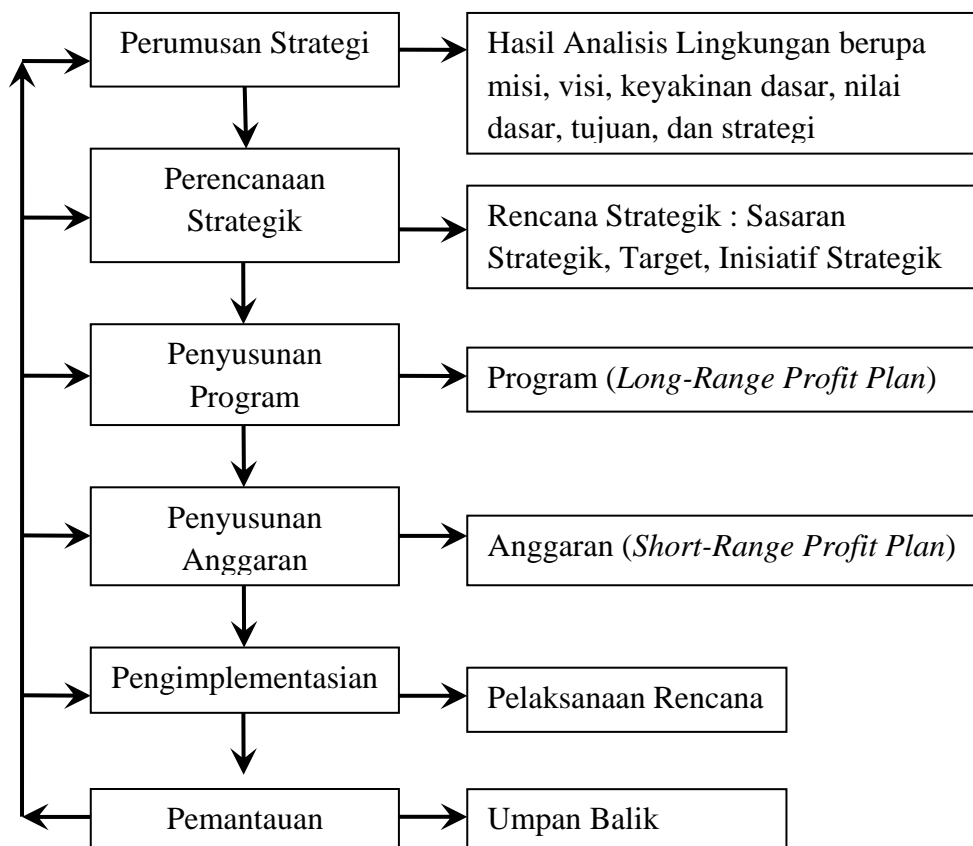 Perumusan Strategi
Hasil Analisis Lingkungan berupa
misi, visi, keyakinan dasar, nilai
dasar, tujuan, dan strategi
Perencanaan
Strategik
Rencana Strategik : Sasaran
Strategik, Target, Inisiatif Strategik
Penyusunan
Program
Program (Long-Range Profit Plan)
Penyusunan
Anggaran
Anggaran (Short-Range Profit Plan)
Pengimplementasian
Pelaksanaan Rencana
Pemantauan
Umpan Balik